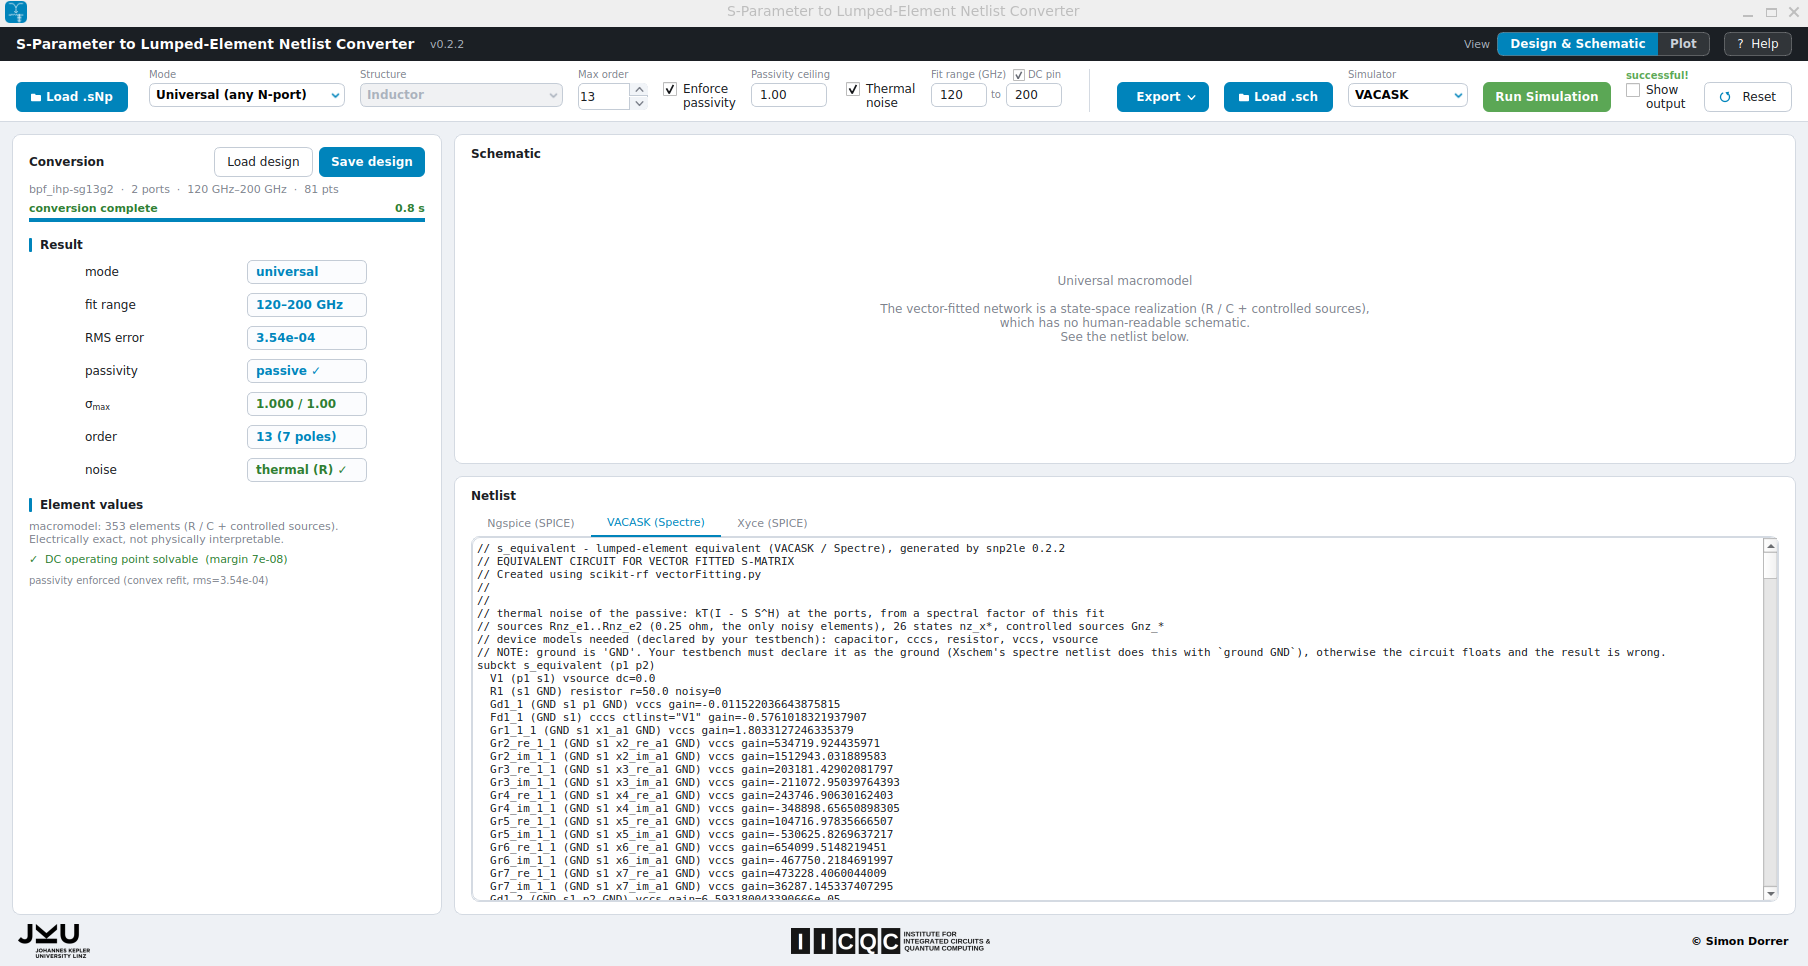 S-Parameter to Lumped-Element Netlist Converter
S-Parameter to Lumped-Element Netlist Converter v0.2.2
View Design & Schematic Plot ? Help
Load .sNp
Mode
Universal (any N-port)
Structure
Inductor
Max order
13
Enforce passivity
Passivity ceiling
1.00
Thermal noise
Fit range (GHz) DC pin
120 to 200
Export
Load .sch
Simulator
VACASK
Run Simulation
successful!
Show output
Reset
Conversion
Load design
Save design
bpf_ihp-sg13g2 · 2 ports · 120 GHz–200 GHz · 81 pts
conversion complete 0.8 s
Result
mode universal
fit range 120–200 GHz
RMS error 3.54e-04
passivity passive ✓
σmax 1.000 / 1.00
order 13 (7 poles)
noise thermal (R) ✓
Element values
macromodel: 353 elements (R / C + controlled sources).
Electrically exact, not physically interpretable.
✓ DC operating point solvable (margin 7e-08)
passivity enforced (convex refit, rms=3.54e-04)
Schematic
Universal macromodel
The vector-fitted network is a state-space realization (R / C + controlled sources),
which has no human-readable schematic.
See the netlist below.
Netlist
Ngspice (SPICE) VACASK (Spectre) Xyce (SPICE)
// s_equivalent - lumped-element equivalent (VACASK / Spectre), generated by snp2le 0.2.2
// EQUIVALENT CIRCUIT FOR VECTOR FITTED S-MATRIX
// Created using scikit-rf vectorFitting.py
//
//
// thermal noise of the passive: kT(I - S S^H) at the ports, from a spectral factor of this fit
// sources Rnz_e1..Rnz_e2 (0.25 ohm, the only noisy elements), 26 states nz_x*, controlled sources Gnz_*
// device models needed (declared by your testbench): capacitor, cccs, resistor, vccs, vsource
// NOTE: ground is 'GND'. Your testbench must declare it as the ground (Xschem's spectre netlist does this with `ground GND`), otherwise the circuit floats and the result is wrong.
subckt s_equivalent (p1 p2)
V1 (p1 s1) vsource dc=0.0
R1 (s1 GND) resistor r=50.0 noisy=0
Gd1_1 (GND s1 p1 GND) vccs gain=-0.011522036643875815
Fd1_1 (GND s1) cccs ctlinst="V1" gain=-0.5761018321937907
Gr1_1_1 (GND s1 x1_a1 GND) vccs gain=1.8033127246335379
Gr2_re_1_1 (GND s1 x2_re_a1 GND) vccs gain=534719.924435971
Gr2_im_1_1 (GND s1 x2_im_a1 GND) vccs gain=1512943.031889583
Gr3_re_1_1 (GND s1 x3_re_a1 GND) vccs gain=203181.42902081797
Gr3_im_1_1 (GND s1 x3_im_a1 GND) vccs gain=-211072.95039764393
Gr4_re_1_1 (GND s1 x4_re_a1 GND) vccs gain=243746.90630162403
Gr4_im_1_1 (GND s1 x4_im_a1 GND) vccs gain=-348898.65650898305
Gr5_re_1_1 (GND s1 x5_re_a1 GND) vccs gain=104716.97835666507
Gr5_im_1_1 (GND s1 x5_im_a1 GND) vccs gain=-530625.8269637217
Gr6_re_1_1 (GND s1 x6_re_a1 GND) vccs gain=654099.5148219451
Gr6_im_1_1 (GND s1 x6_im_a1 GND) vccs gain=-467750.2184691997
Gr7_re_1_1 (GND s1 x7_re_a1 GND) vccs gain=473228.4060044009
Gr7_im_1_1 (GND s1 x7_im_a1 GND) vccs gain=36287.145337407295
Gd1_2 (GND s1 p2 GND) vccs gain=6.593180043390666e-05
JKU
JOHANNES KEPLER
UNIVERSITY LINZ
IICQC
INSTITUTE FOR
INTEGRATED CIRCUITS &
QUANTUM COMPUTING
© Simon Dorrer